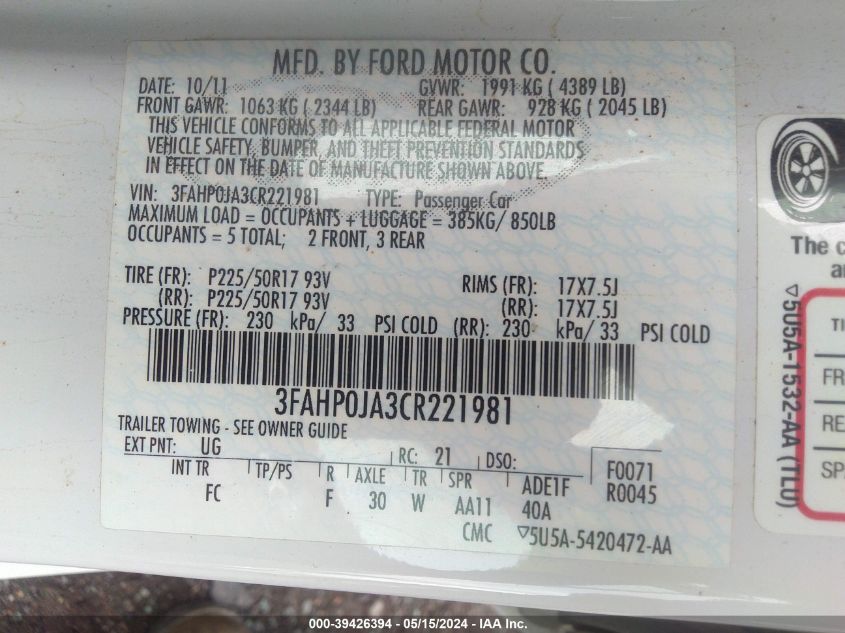 MFD. BY FORD MOTOR CO.
DATE: 10/11 GVWR: 1991 KG ( 4389 LB)
FRONT GAWR: 1063 KG ( 2344 LB) REAR GAWR: 928 KG ( 2045 LB)
THIS VEHICLE CONFORMS TO ALL APPLICABLE FEDERAL MOTOR
VEHICLE SAFETY, BUMPER, AND THEFT PREVENTION STANDARDS
IN EFFECT ON THE DATE OF MANUFACTURE SHOWN ABOVE.
VIN: 3FAHP0JA3CR221981 TYPE: Passenger Car
MAXIMUM LOAD = OCCUPANTS + LUGGAGE = 385KG/ 850LB
OCCUPANTS = 5 TOTAL; 2 FRONT, 3 REAR
TIRE (FR): P225/50R17 93V RIMS (FR): 17X7.5J
(RR): P225/50R17 93V (RR): 17X7.5J
PRESSURE (FR): 230 kPa/ 33 PSI COLD (RR): 230 kPa/ 33 PSI COLD
3FAHP0JA3CR221981
TRAILER TOWING - SEE OWNER GUIDE
EXT PNT: UG RC: 21 DSO: F0071
INT TR TP/PS R AXLE TR SPR ADE1F R0045
FC F 30 W AA11 40A
CMC ▽5U5A-5420472-AA
The c
an
▽5U5A-1532-AA (TLU)
TI
FR
RE
SP
000-39426394 - 05/15/2024 - IAA Inc.